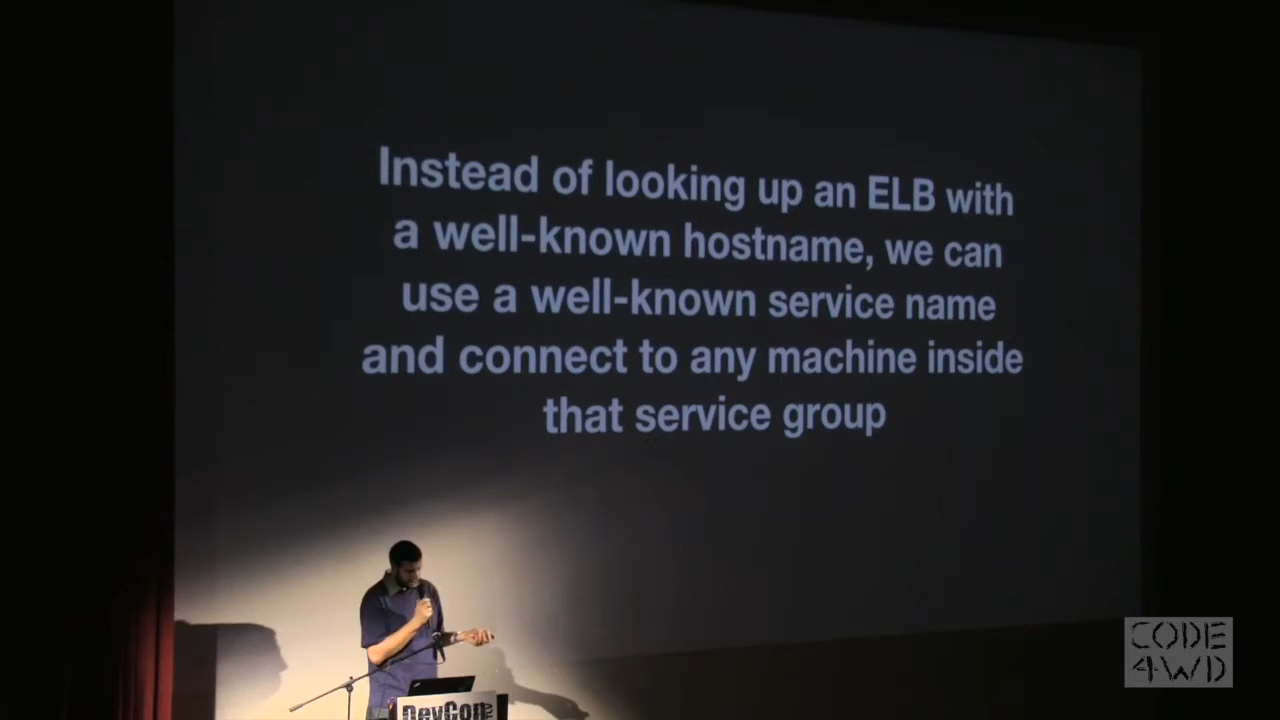 Instead of looking up an ELB with
a well-known hostname, we can
use a well-known service name
and connect to any machine inside
that service group
DevCon
CODE
4WD